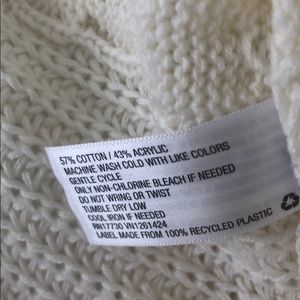 57% COTTON / 43% ACRYLIC
MACHINE WASH COLD WITH LIKE COLORS
GENTLE CYCLE
ONLY NON-CHLORINE BLEACH IF NEEDED
DO NOT WRING OR TWIST
TUMBLE DRY LOW
COOL IRON IF NEEDED
RM17730 VN1261424
LABEL MADE FROM 100% RECYCLED PLASTIC